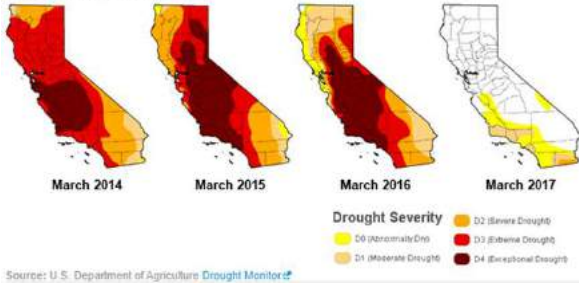 March 2014
March 2015
March 2016
March 2017
Drought Severity
D0 (Abnormally Dry)
D1 (Moderate Drought)
D2 (Severe Drought)
D3 (Extreme Drought)
D4 (Exceptional Drought)
Source: U.S. Department of Agriculture Drought Monitor